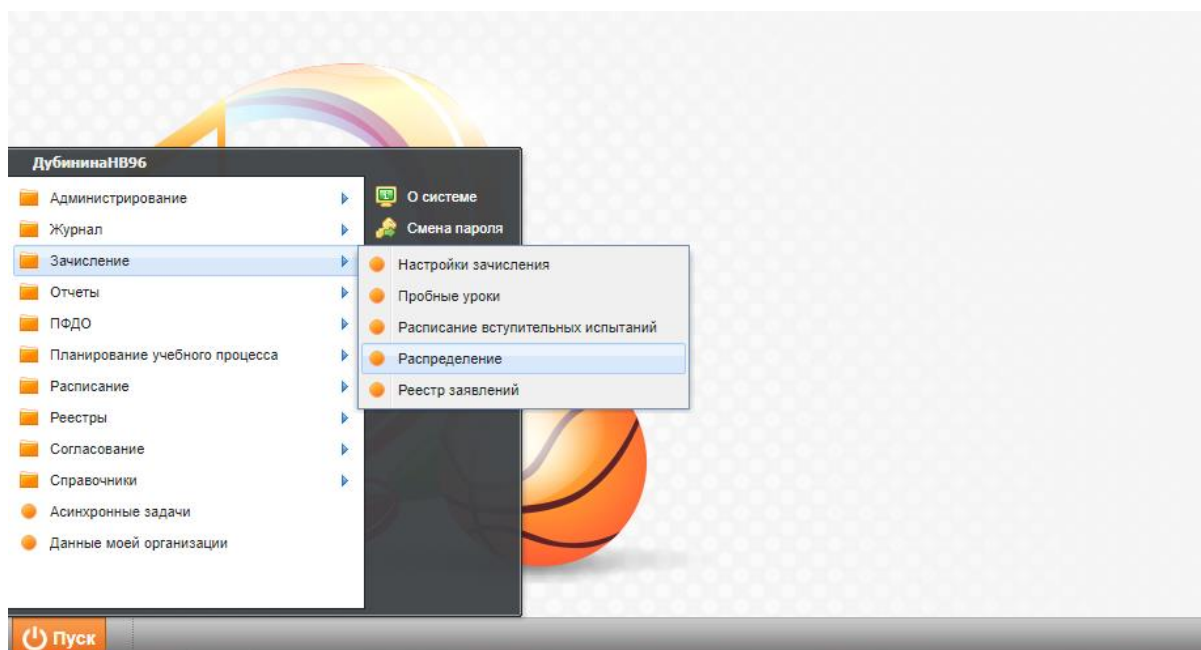 ДубининаНВ96
Администрирование
Журнал
Зачисление
Отчеты
ПФДО
Планирование учебного процесса
Расписание
Реестры
Согласование
Справочники
Асинхронные задачи
Данные моей организации
О системе
Смена пароля
Настройки зачисления
Пробные уроки
Расписание вступительных испытаний
Распределение
Реестр заявлений
Пуск